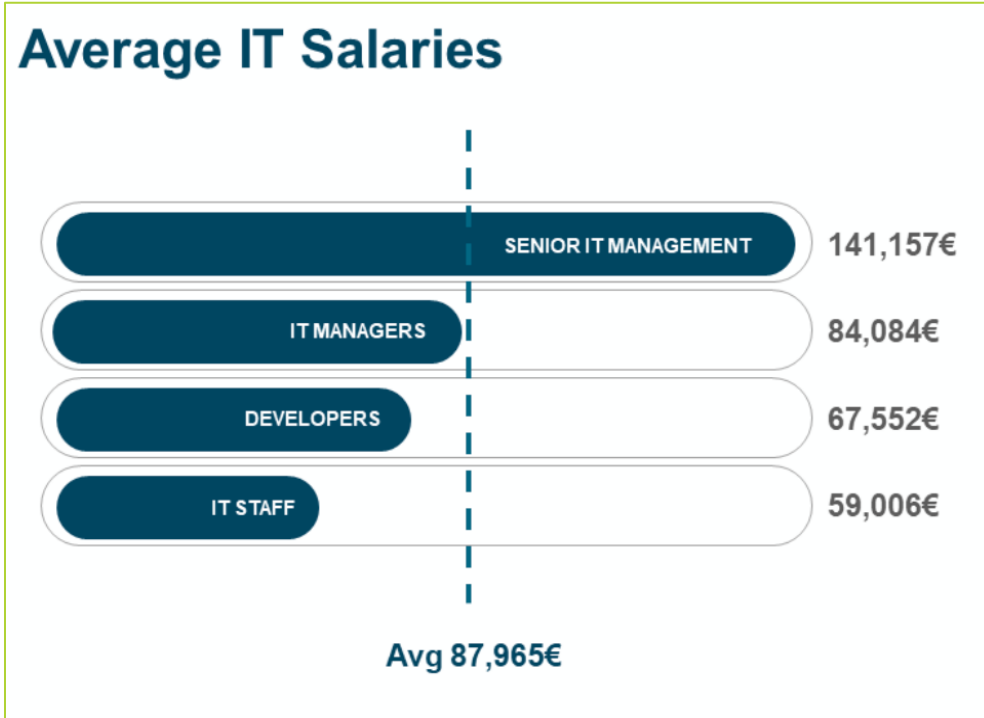 Average IT Salaries
SENIOR IT MANAGEMENT
141,157€
IT MANAGERS
84,084€
DEVELOPERS
67,552€
IT STAFF
59,006€
Avg 87,965€